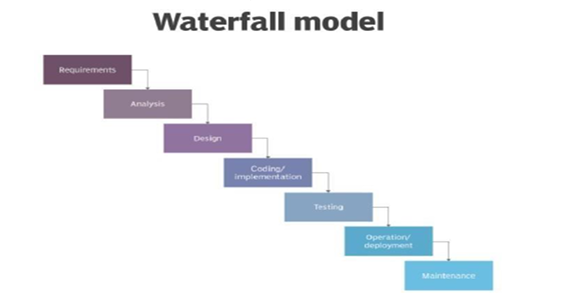 Waterfall model
Requirements
Analysis
Design
Coding/
implementation
Testing
Operation/
deployment
Maintenance